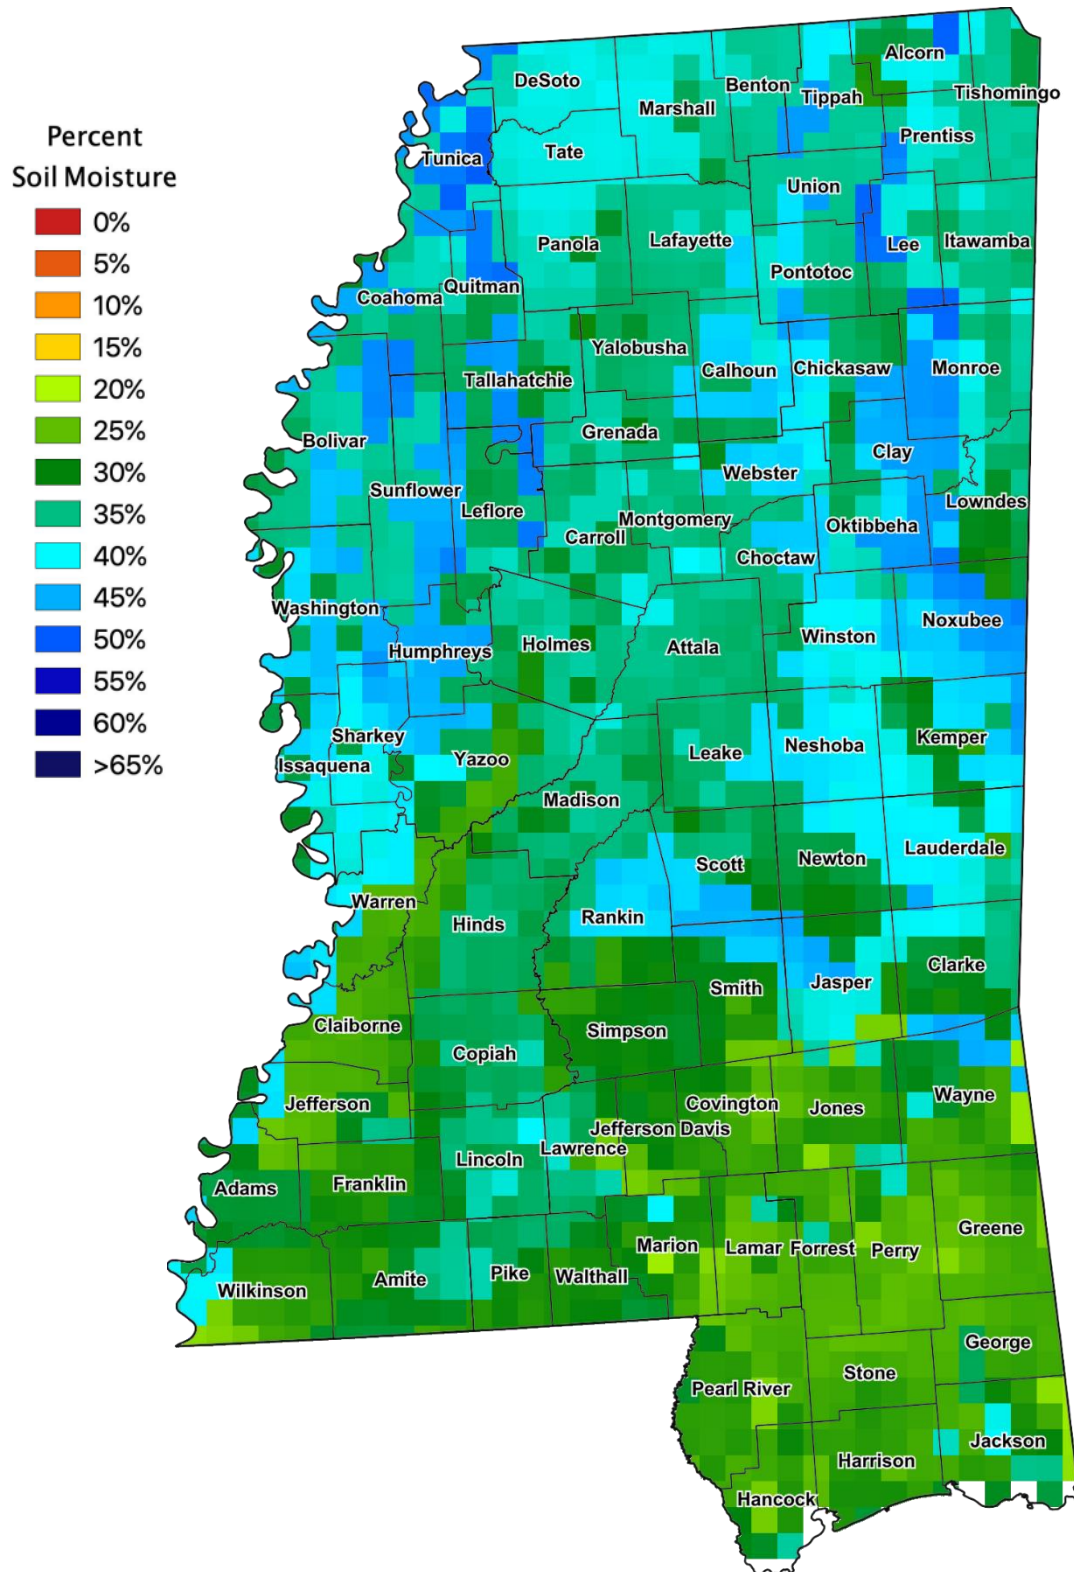 Percent
Soil Moisture
0%
5%
10%
15%
20%
25%
30%
35%
40%
45%
50%
55%
60%
>65%
Alcorn
DeSoto
Benton
Tippah
Tishomingo
Marshall
Prentiss
Tunica
Tate
Union
Panola
Lafayette
Lee
Itawamba
Pontotoc
Quitman
Coahoma
Yalobusha
Calhoun
Chickasaw
Monroe
Tallahatchie
Grenada
Bolivar
Clay
Webster
Sunflower
Leflore
Montgomery
Lowndes
Oktibbeha
Carroll
Choctaw
Washington
Noxubee
Winston
Humphreys
Holmes
Attala
Sharkey
Kemper
Neshoba
Leake
Yazoo
Issaquena
Madison
Lauderdale
Newton
Scott
Warren
Rankin
Hinds
Clarke
Jasper
Smith
Claiborne
Simpson
Copiah
Wayne
Jefferson
Covington
Jones
Jefferson Davis
Lawrence
Lincoln
Franklin
Adams
Greene
Marion
Lamar
Forrest
Perry
Walthall
Pike
Amite
Wilkinson
George
Stone
Pearl River
Jackson
Harrison
Hancock